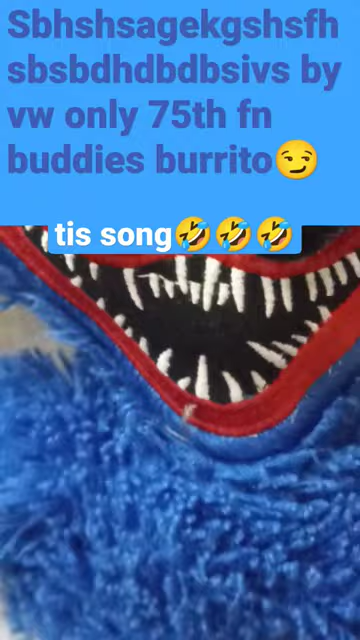 Sbhshsagekgshsfh
sbsbdhdbdbsivs by
vw only 75th fn
buddies burrito😏
tis song🤣🤣🤣